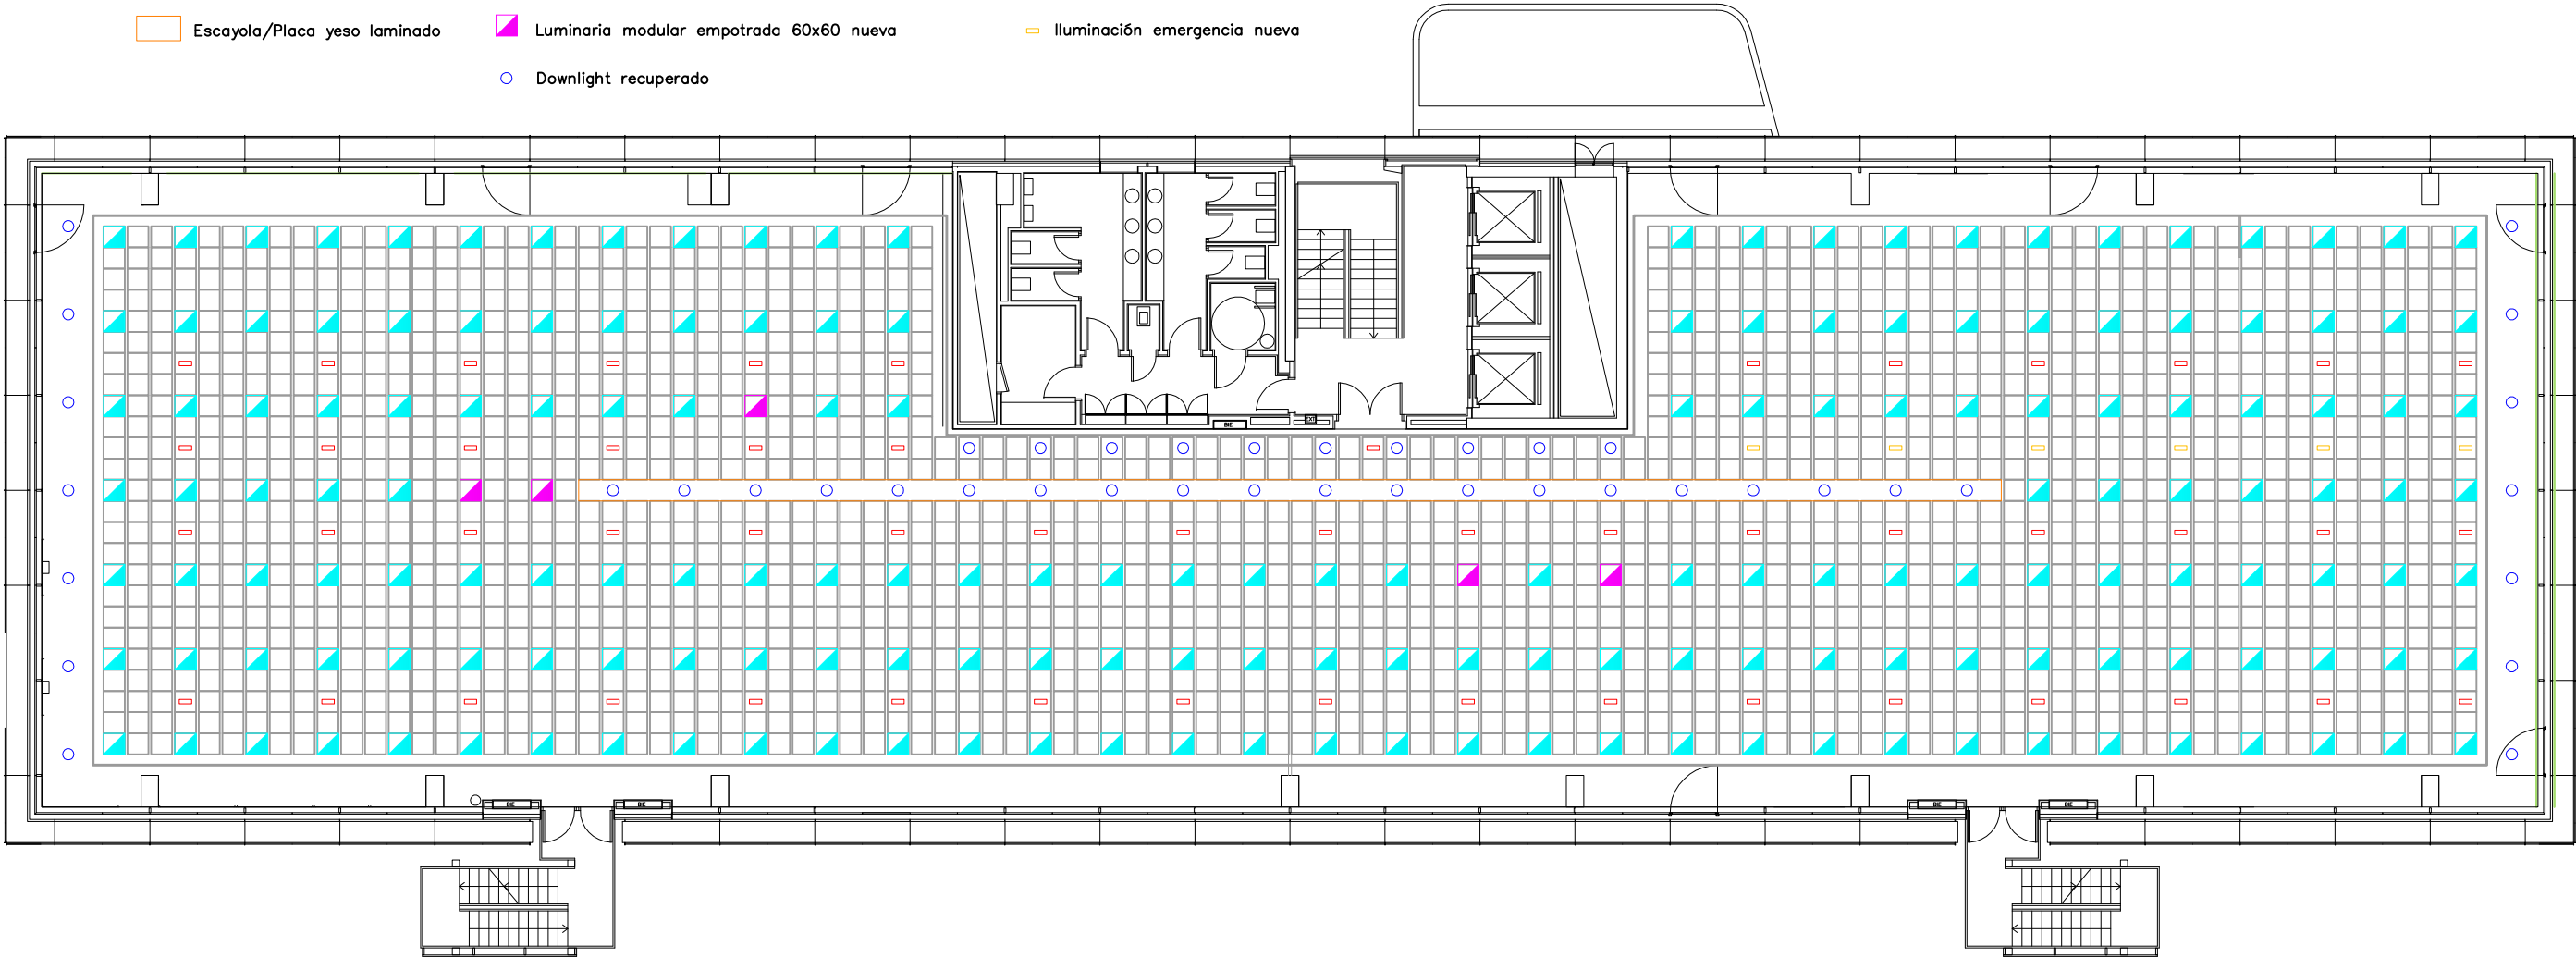 Escayola/Placa yeso laminado
Luminaria modular empotrada 60x60 nueva
Iluminación emergencia nueva
Downlight recuperado